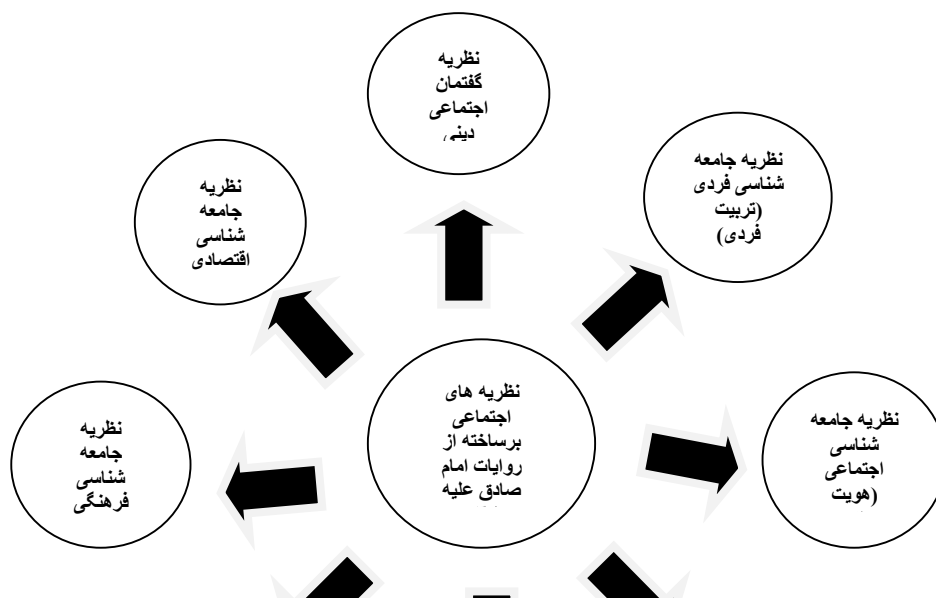 نظریه
گفتمان
اجتماعی
دینی
نظریه جامعه
شناسی فردی
(تربیت
فردی)
نظریه
جامعه
شناسی
اقتصادی
نظریه های
اجتماعی
برساخته از
روایات امام
صادق علیه
نظریه جامعه
شناسی
اجتماعی
(هویت
نظریه
جامعه
شناسی
فرهنگی